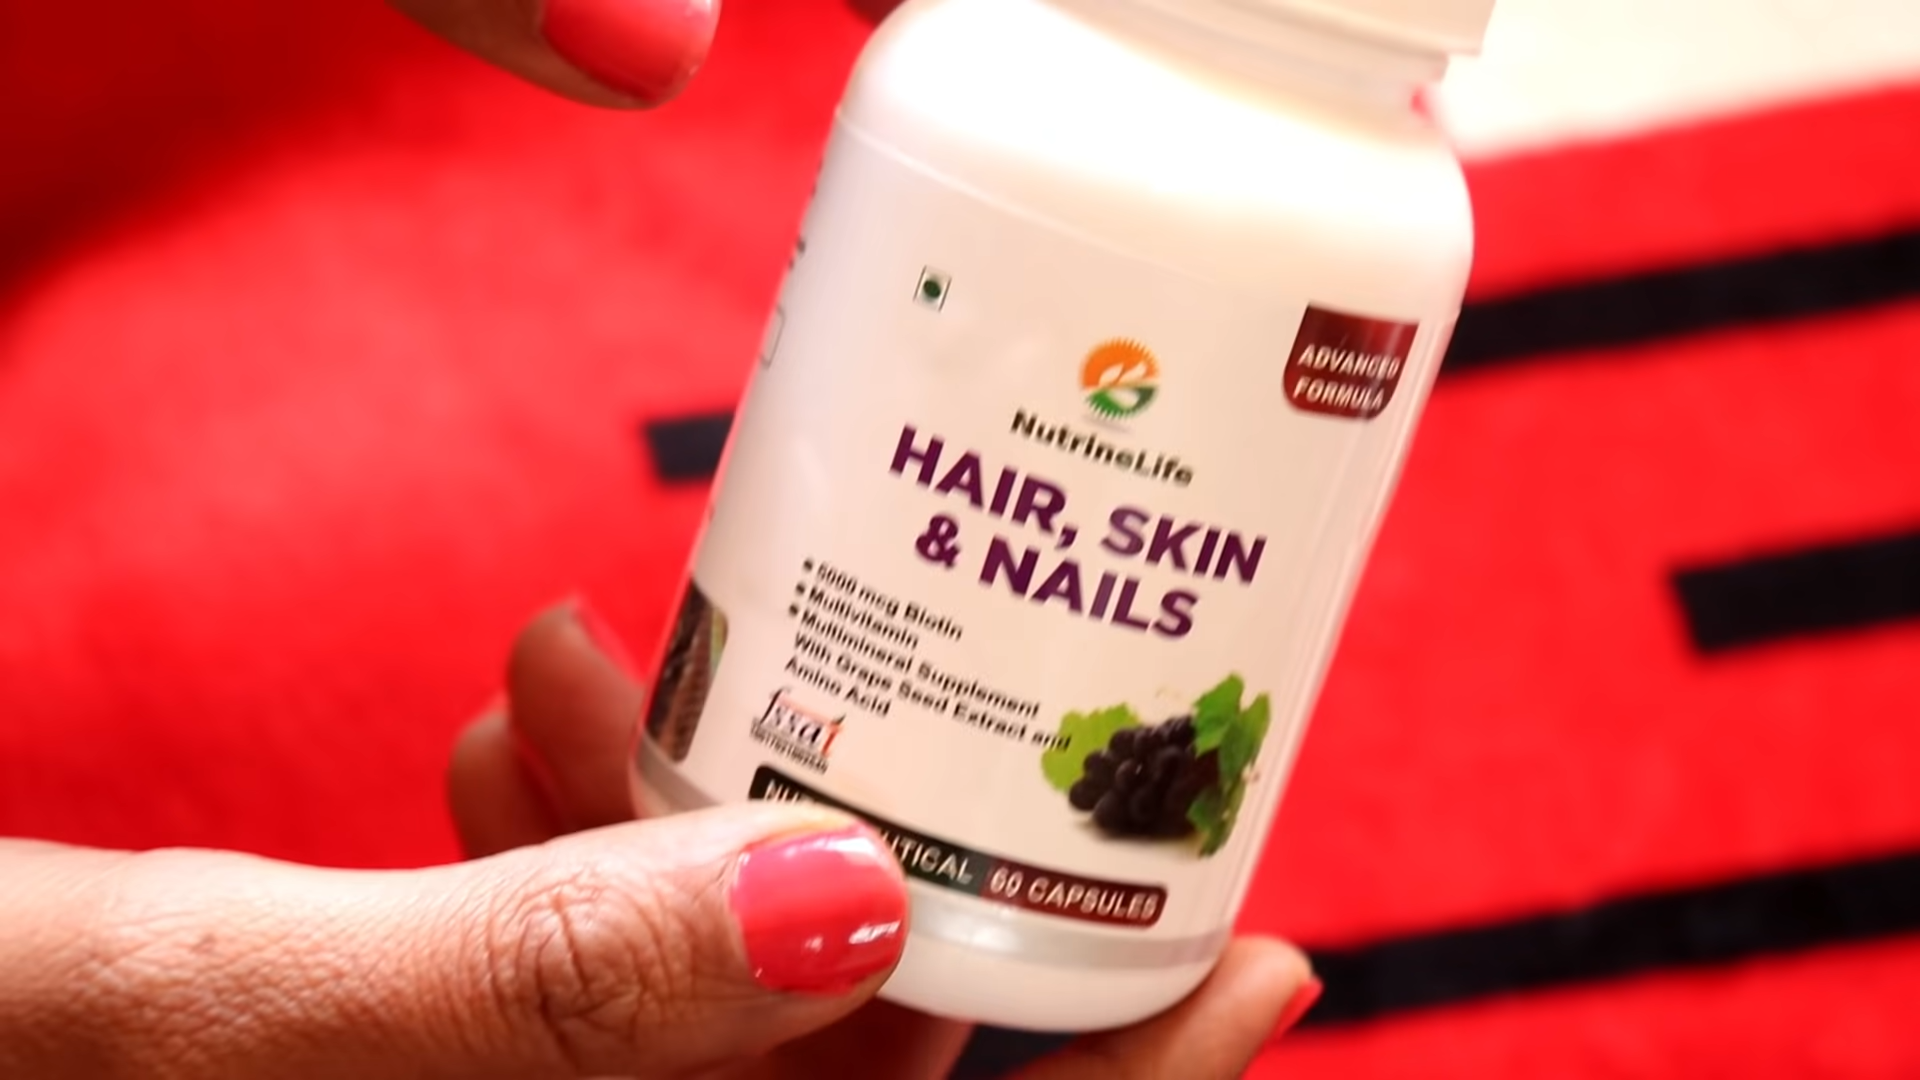 ADVANCED
FORMULA
NutrineLife
HAIR, SKIN
& NAILS
• 5000 mcg Biotin
• Multivitamin
• Multimineral Supplement
With Grape Seed Extract and
Amino Acid
fssai
60 CAPSULES